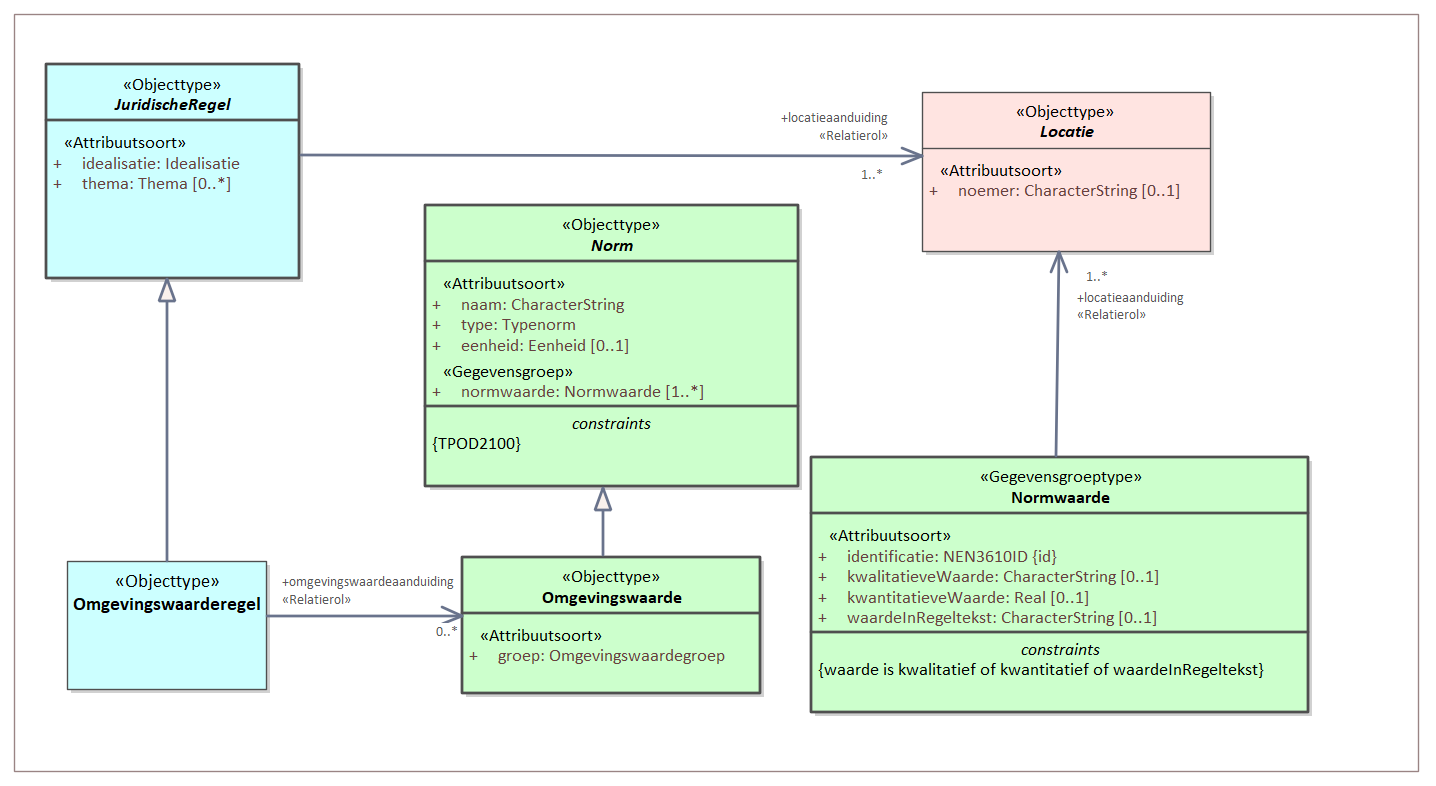 «Objecttype»
JuridischeRegel
«Attribuutsoort»
+ idealisatie: Idealisatie
+ thema: Thema [0..*]
+locatieaanduiding
«Relatierol»
1..*
«Objecttype»
Locatie
«Attribuutsoort»
+ noemer: CharacterString [0..1]
«Objecttype»
Norm
«Attribuutsoort»
+ naam: CharacterString
+ type: Typenorm
+ eenheid: Eenheid [0..1]
«Gegevensgroep»
+ normwaarde: Normwaarde [1..*]
constraints
{TPOD2100}
1..*
+locatieaanduiding
«Relatierol»
«Objecttype»
Omgevingswaarderegel
+omgevingswaardeaanduiding
«Relatierol»
0..*
«Objecttype»
Omgevingswaarde
«Attribuutsoort»
+ groep: Omgevingswaardegroep
«Gegevensgroeptype»
Normwaarde
«Attribuutsoort»
+ identificatie: NEN3610ID {id}
+ kwalitatieveWaarde: CharacterString [0..1]
+ kwantitatieveWaarde: Real [0..1]
+ waardeInRegeltekst: CharacterString [0..1]
constraints
{waarde is kwalitatief of kwantitatief of waardeInRegeltekst}